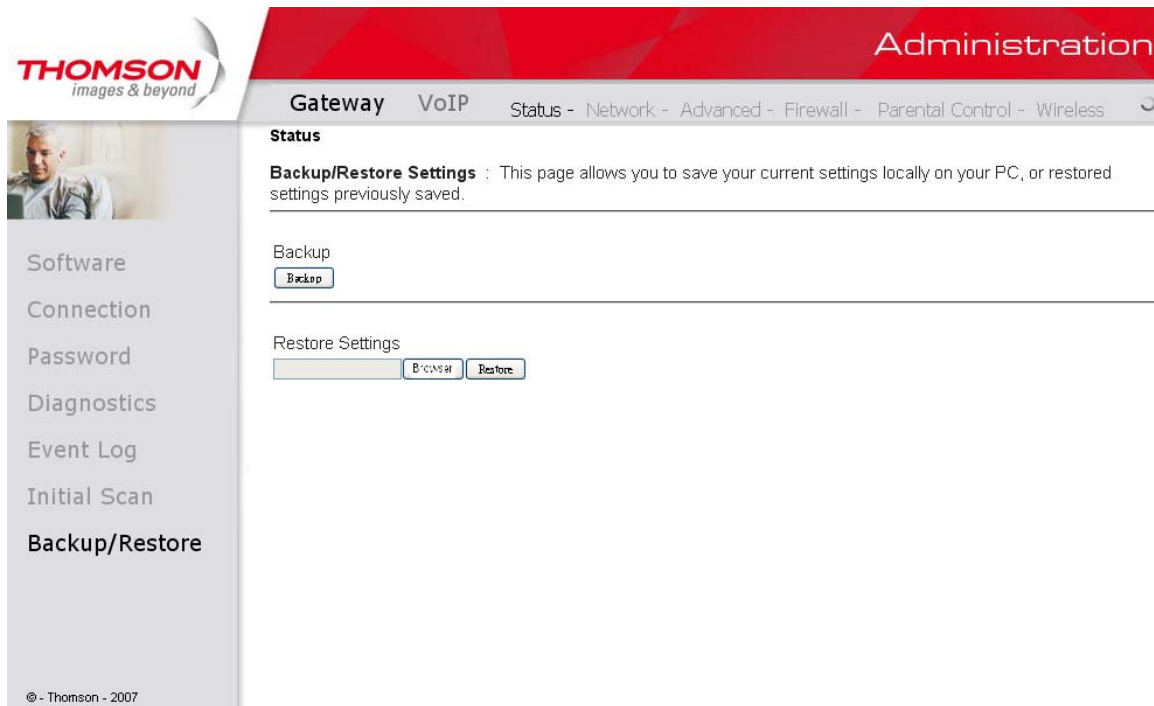 THOMSON
images & beyond
Administration
Gateway VoIP Status - Network - Advanced - Firewall - Parental Control - Wireless
Status
Backup/Restore Settings : This page allows you to save your current settings locally on your PC, or restored
settings previously saved.
Software
Connection
Password
Diagnostics
Event Log
Initial Scan
Backup/Restore
Backup
Backup
Restore Settings
Browser Restore
© - Thomson - 2007